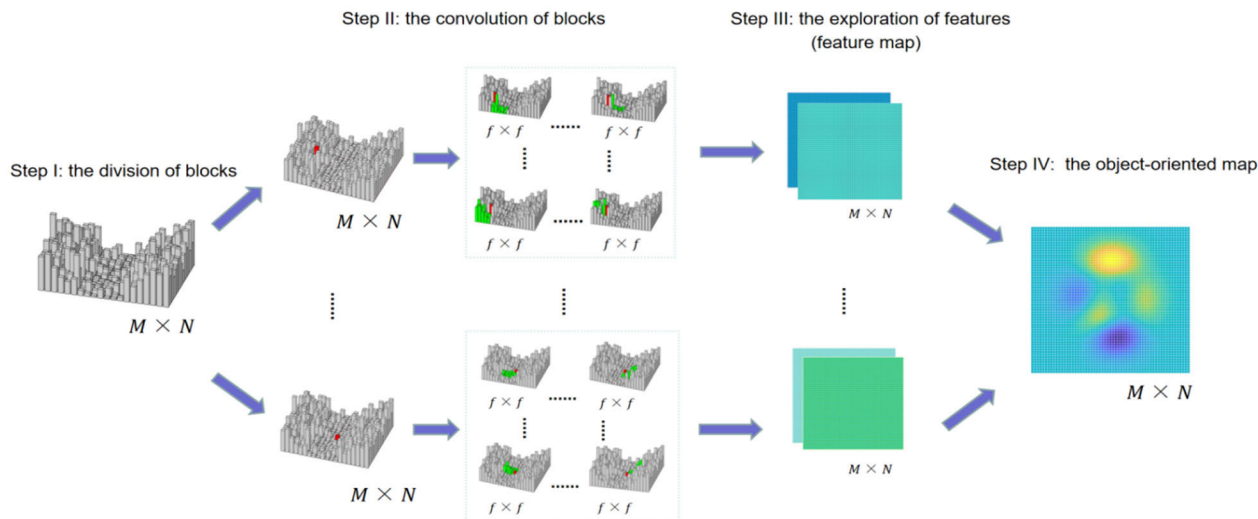 Step II: the convolution of blocks
Step III: the exploration of features
(feature map)
Step I: the division of blocks
Step IV: the object-oriented map
M × N
M × N
f × f
......
f × f
......
......
f × f
......
f × f
M × N
......
......
......
M × N
M × N
f × f
......
f × f
......
......
f × f
......
f × f
M × N
M × N